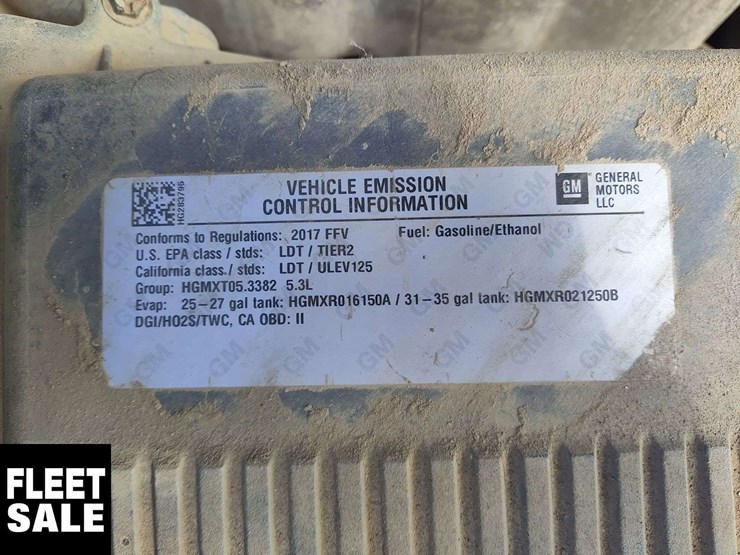 HG283795
VEHICLE EMISSION
CONTROL INFORMATION
GM
GENERAL
MOTORS
LLC
Conforms to Regulations: 2017 FFV Fuel: Gasoline/Ethanol
U.S. EPA class / stds: LDT / TIER2
California class./ stds: LDT / ULEV125
Group: HGMXT05.3382 5.3L
Evap: 25-27 gal tank: HGMXR016150A / 31-35 gal tank: HGMXR021250B
DGI/HO2S/TWC, CA OBD: II
FLEET
SALE